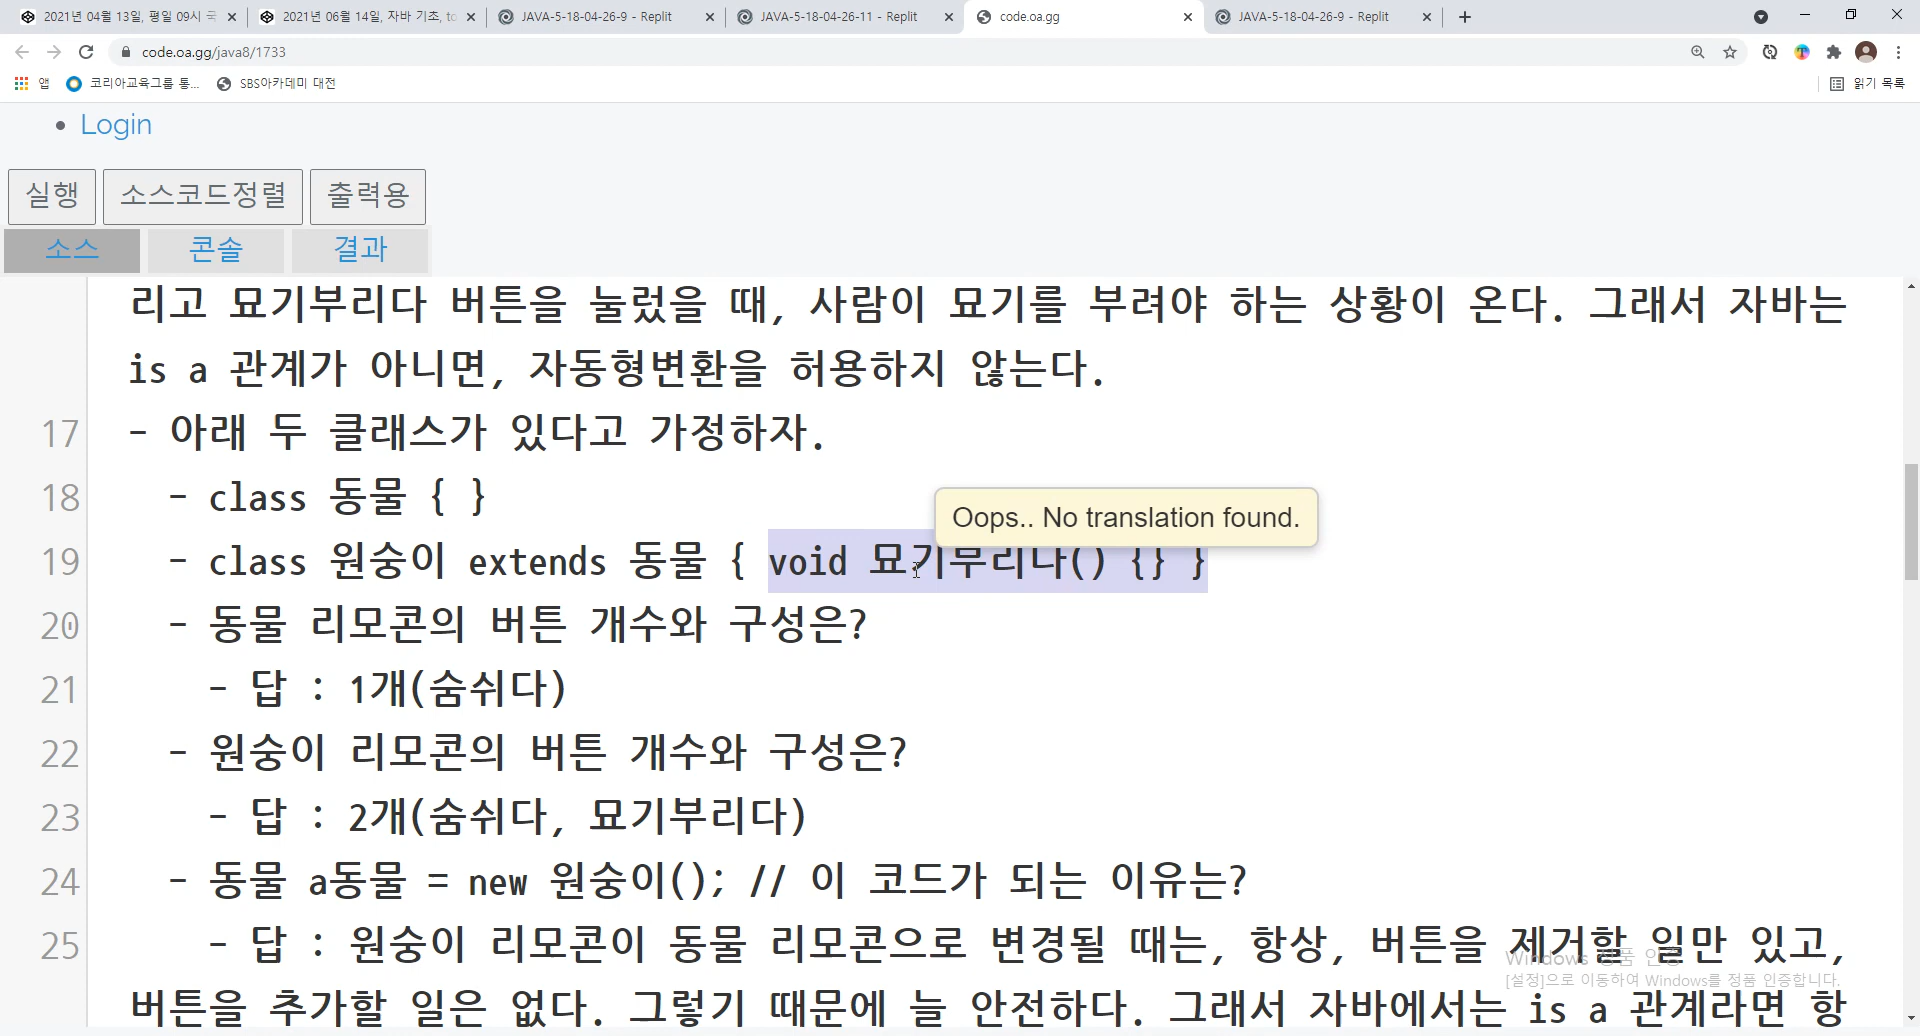 2021년 04월 13일, 평일 09시 국
2021년 06월 14일, 자바 기초, to
JAVA-5-18-04-26-9 - Replit
JAVA-5-18-04-26-11 - Replit
code.oa.gg
JAVA-5-18-04-26-9 - Replit
code.oa.gg/java8/1733
앱
코리아교육그룹 통...
SBS아카데미 대전
읽기 목록
Login
실행
소스코드정렬
출력용
소스
콘솔
결과
리고 묘기부리다 버튼을 눌렀을 때, 사람이 묘기를 부려야 하는 상황이 온다. 그래서 자바는
is a 관계가 아니면, 자동형변환을 허용하지 않는다.
17 - 아래 두 클래스가 있다고 가정하자.
18 - class 동물 { }
Oops.. No translation found.
19 - class 원숭이 extends 동물 { void 묘기부리다() {} }
20 - 동물 리모콘의 버튼 개수와 구성은?
21 - 답 : 1개(숨쉬다)
22 - 원숭이 리모콘의 버튼 개수와 구성은?
23 - 답 : 2개(숨쉬다, 묘기부리다)
24 - 동물 a동물 = new 원숭이(); // 이 코드가 되는 이유는?
25 - 답 : 원숭이 리모콘이 동물 리모콘으로 변경될 때는, 항상, 버튼을 제거할 일만 있고,
버튼을 추가할 일은 없다. 그렇기 때문에 늘 안전하다. 그래서 자바에서는 is a 관계라면 항
Windows 정품 인증
[설정]으로 이동하여 Windows를 정품 인증합니다.